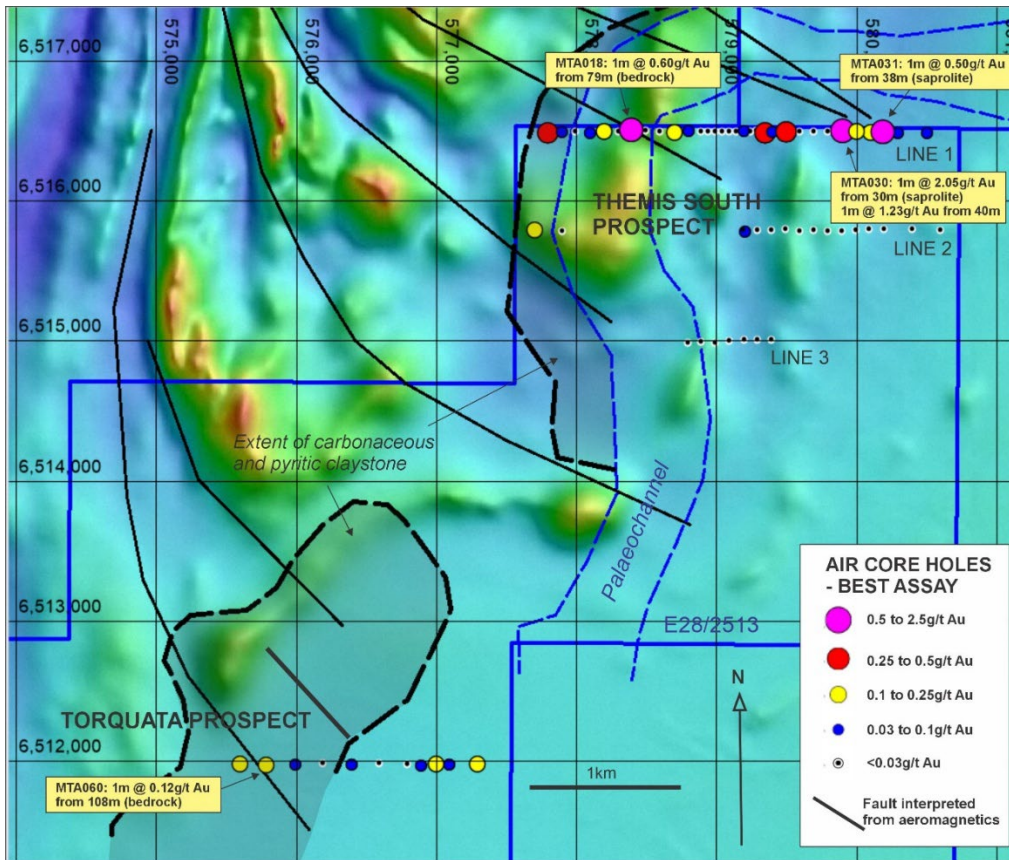 575,000
576,000
577,000
579,000
6,517,000
6,516,000
6,515,000
6,514,000
6,513,000
6,512,000
MTA018: 1m @ 0.60g/t Au
from 79m (bedrock)
MTA031: 1m @ 0.50g/t Au
from 38m (saprolite)
LINE 1
MTA030: 1m @ 2.05g/t Au
from 30m (saprolite)
1m @ 1.23g/t Au from 40m
THEMIS SOUTH
PROSPECT
LINE 2
LINE 3
Extent of carbonaceous
and pyritic claystone
Palaeochannel
E28/2513
TORQUATA PROSPECT
MTA060: 1m @ 0.12g/t Au
from 108m (bedrock)
N
1km
AIR CORE HOLES
- BEST ASSAY
0.5 to 2.5g/t Au
0.25 to 0.5g/t Au
0.1 to 0.25g/t Au
0.03 to 0.1g/t Au
<0.03g/t Au
Fault interpreted
from aeromagnetics